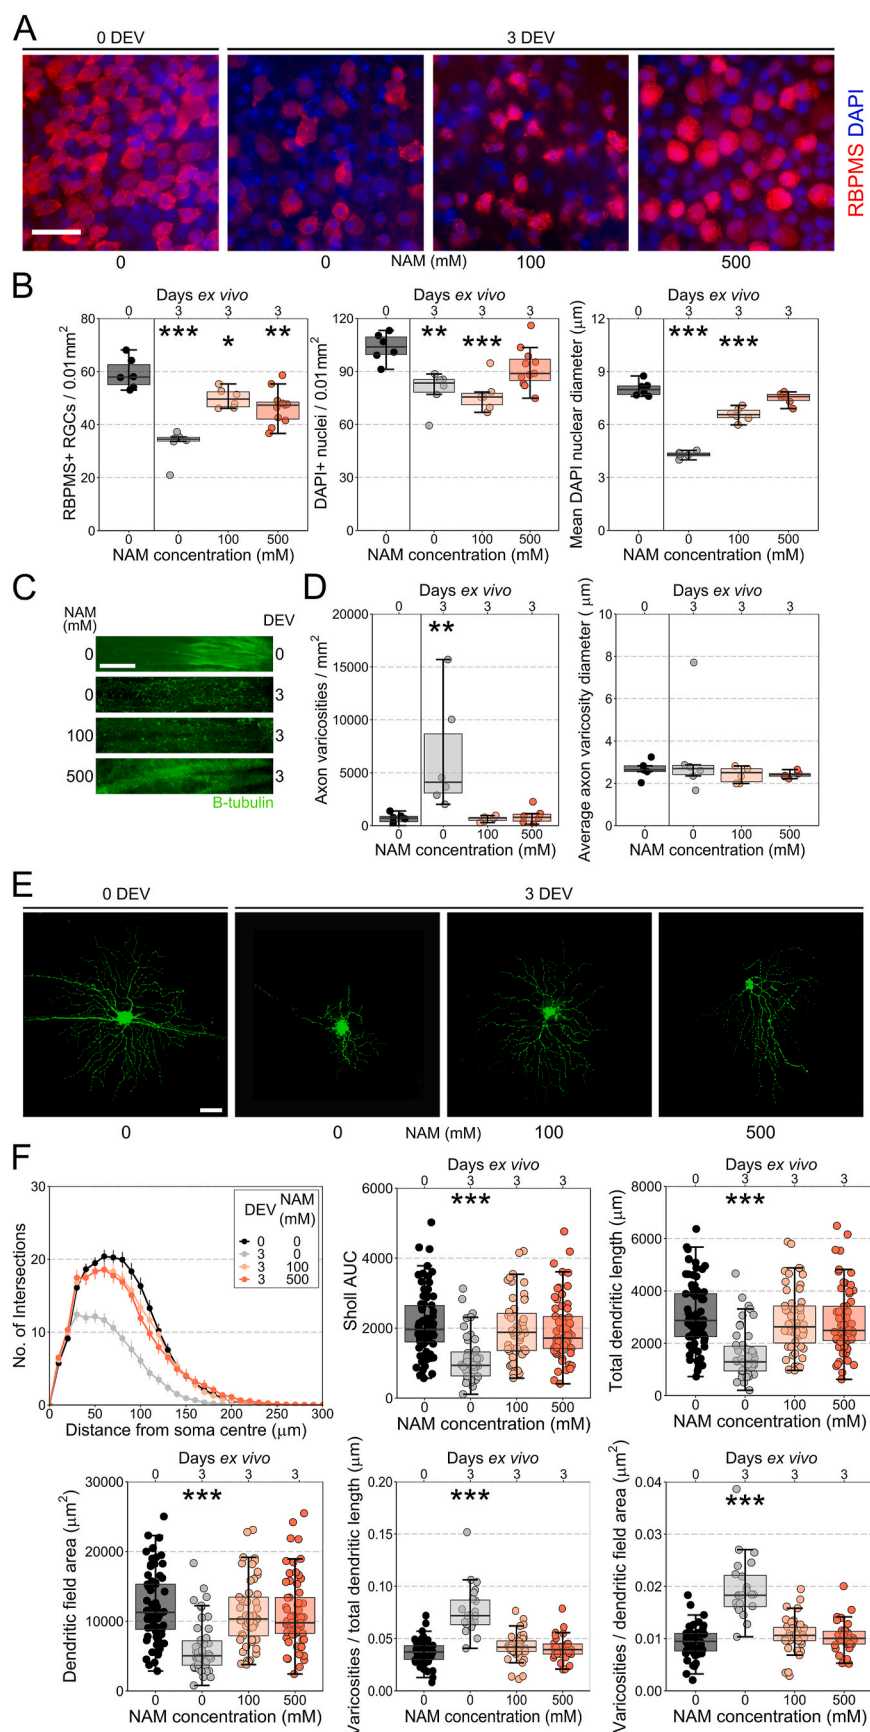 A
0 DEV
3 DEV
RBPMS DAPI
0
0
NAM (mM)
100
500
B
Days ex vivo
0 3 3 3
RBPMS+ RGCs / 0.01mm²
80
60
40
20
0
***
*
**
0 0 100 500
NAM concentration (mM)
Days ex vivo
0 3 3 3
DAPI+ nuclei / 0.01mm²
120
90
60
30
0
**
***
0 0 100 500
NAM concentration (mM)
Days ex vivo
0 3 3 3
Mean DAPI nuclear diameter (μm)
12
9
6
3
0
***
***
0 0 100 500
NAM concentration (mM)
C
NAM
(mM)
DEV
0 0
0 3
100 3
500 3
B-tubulin
D
Days ex vivo
0 3 3 3
Axon varicosities / mm²
20000
15000
10000
5000
0
**
0 0 100 500
NAM concentration (mM)
Days ex vivo
0 3 3 3
Average axon varicosity diameter ( μm)
10
8
6
4
2
0
0 0 100 500
NAM concentration (mM)
E
0 DEV
3 DEV
0
0
NAM (mM)
100
500
F
No. of Intersections
30
20
10
0
DEV NAM (mM)
0 0
3 0
3 100
3 500
0 50 100 150 200 250 300
Distance from soma centre (μm)
Days ex vivo
0 3 3 3
Sholl AUC
6000
4000
2000
0
***
0 0 100 500
NAM concentration (mM)
Days ex vivo
0 3 3 3
Total dendritic length (μm)
8000
6000
4000
2000
0
***
0 0 100 500
NAM concentration (mM)
Days ex vivo
0 3 3 3
Dendritic field area (μm²)
30000
20000
10000
0
***
0 0 100 500
NAM concentration (mM)
Days ex vivo
0 3 3 3
Varicosities / total dendritic length (μm)
0.20
0.15
0.10
0.05
0.00
***
0 0 100 500
NAM concentration (mM)
Days ex vivo
0 3 3 3
Varicosities / dendritic field area (μm²)
0.04
0.03
0.02
0.01
0.00
***
0 0 100 500
NAM concentration (mM)